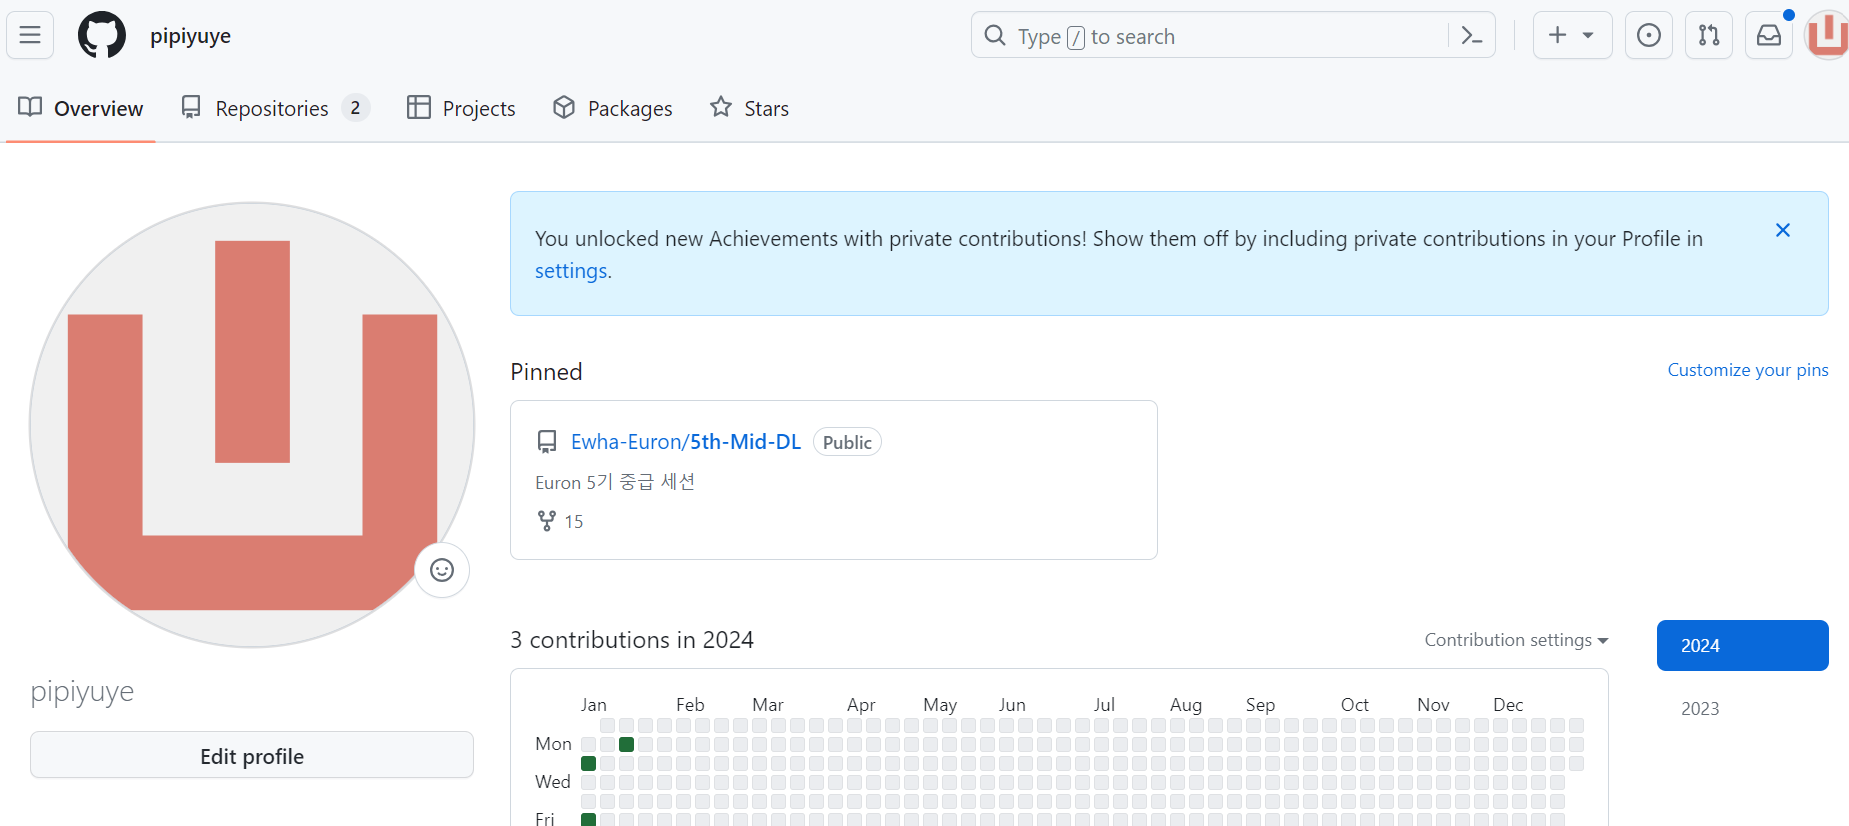 pipiyuye
Type / to search
Overview
Repositories 2
Projects
Packages
Stars
You unlocked new Achievements with private contributions! Show them off by including private contributions in your Profile in
settings.
Pinned
Customize your pins
Ewha-Euron/5th-Mid-DL Public
Euron 5기 중급 세션
15
3 contributions in 2024
Contribution settings
2024
2023
Jan Feb Mar Apr May Jun Jul Aug Sep Oct Nov Dec
Mon
Wed
Fri
pipiyuye
Edit profile